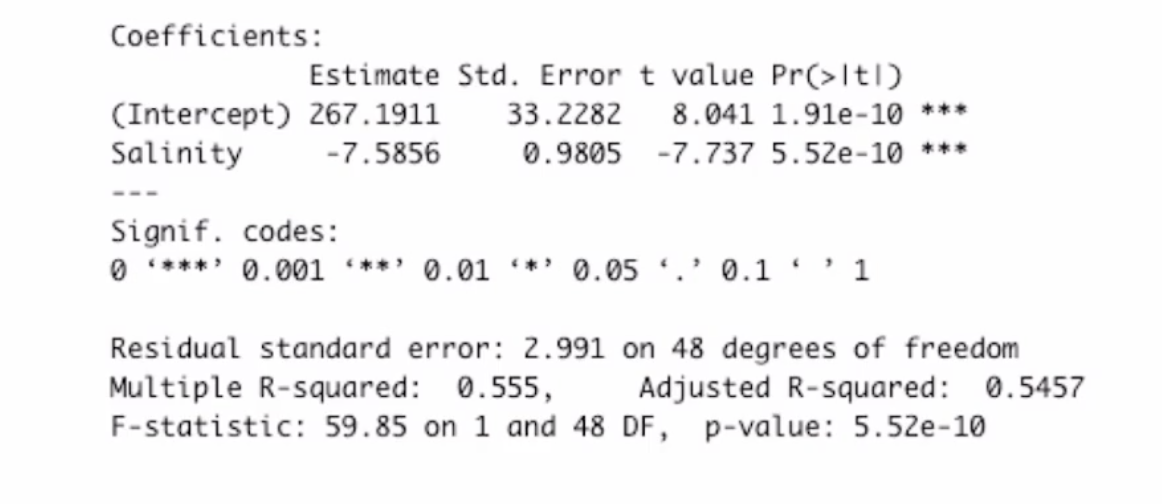 Coefficients:
Estimate Std. Error t value Pr(>|t|)
(Intercept) 267.1911 33.2282 8.041 1.91e-10 ***
Salinity -7.5856 0.9805 -7.737 5.52e-10 ***
---
Signif. codes:
0 ‘***’ 0.001 ‘**’ 0.01 ‘*’ 0.05 ‘.’ 0.1 ‘ ’ 1
Residual standard error: 2.991 on 48 degrees of freedom
Multiple R-squared: 0.555, Adjusted R-squared: 0.5457
F-statistic: 59.85 on 1 and 48 DF, p-value: 5.52e-10